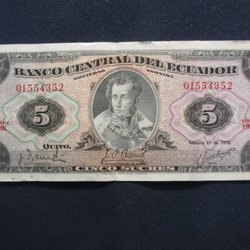 BANCO CENTRAL DEL ECUADOR
SOCIEDAD ANONIMA
01554352 01554352
5 5
QUITO,
CINCO SUCRES